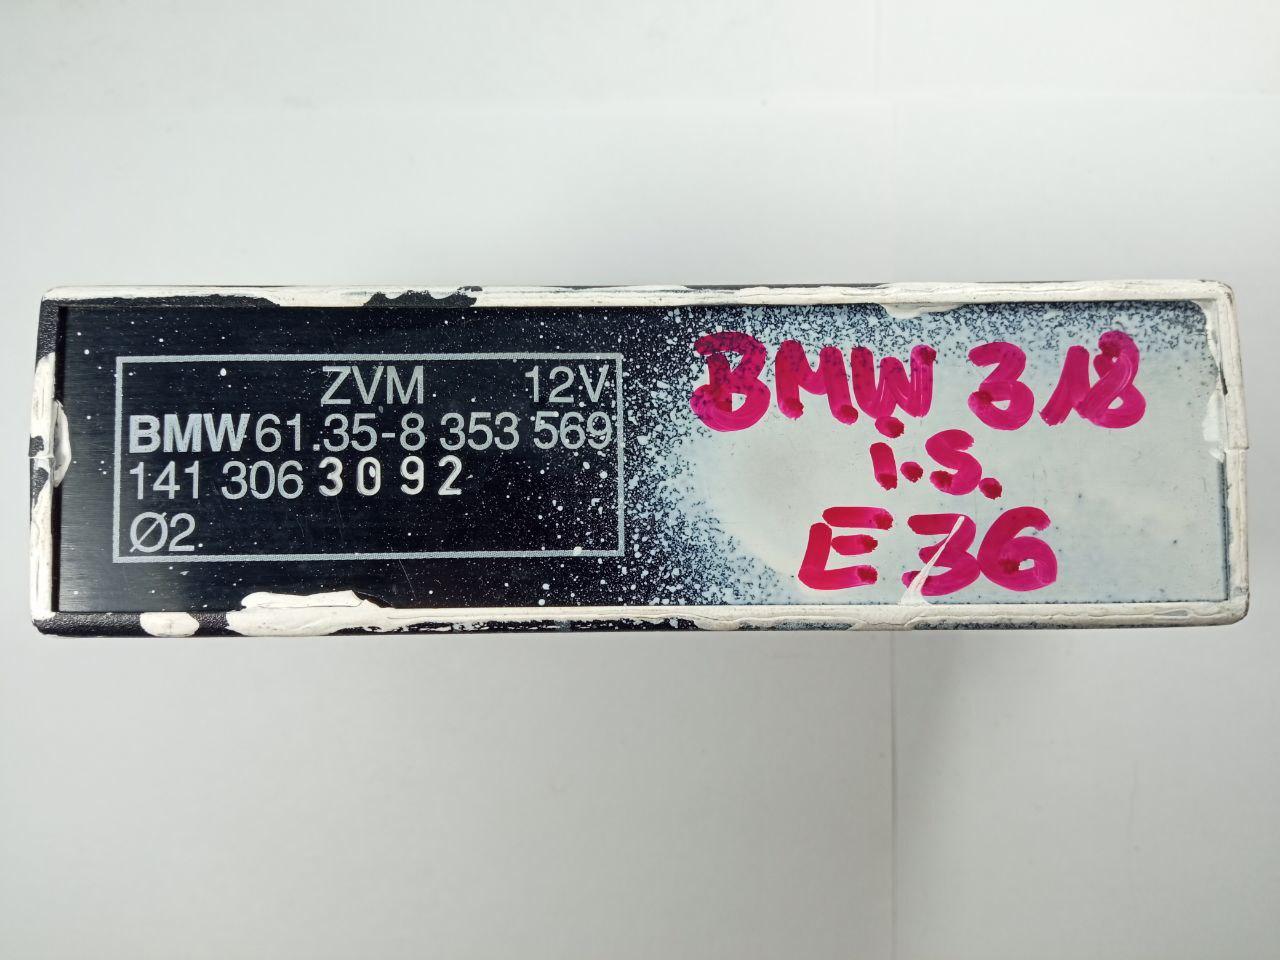 ZVM 12V
BMW 61.35-8 353 569
141 306 3092
Ø2.
BMW 318
i.S.
E36